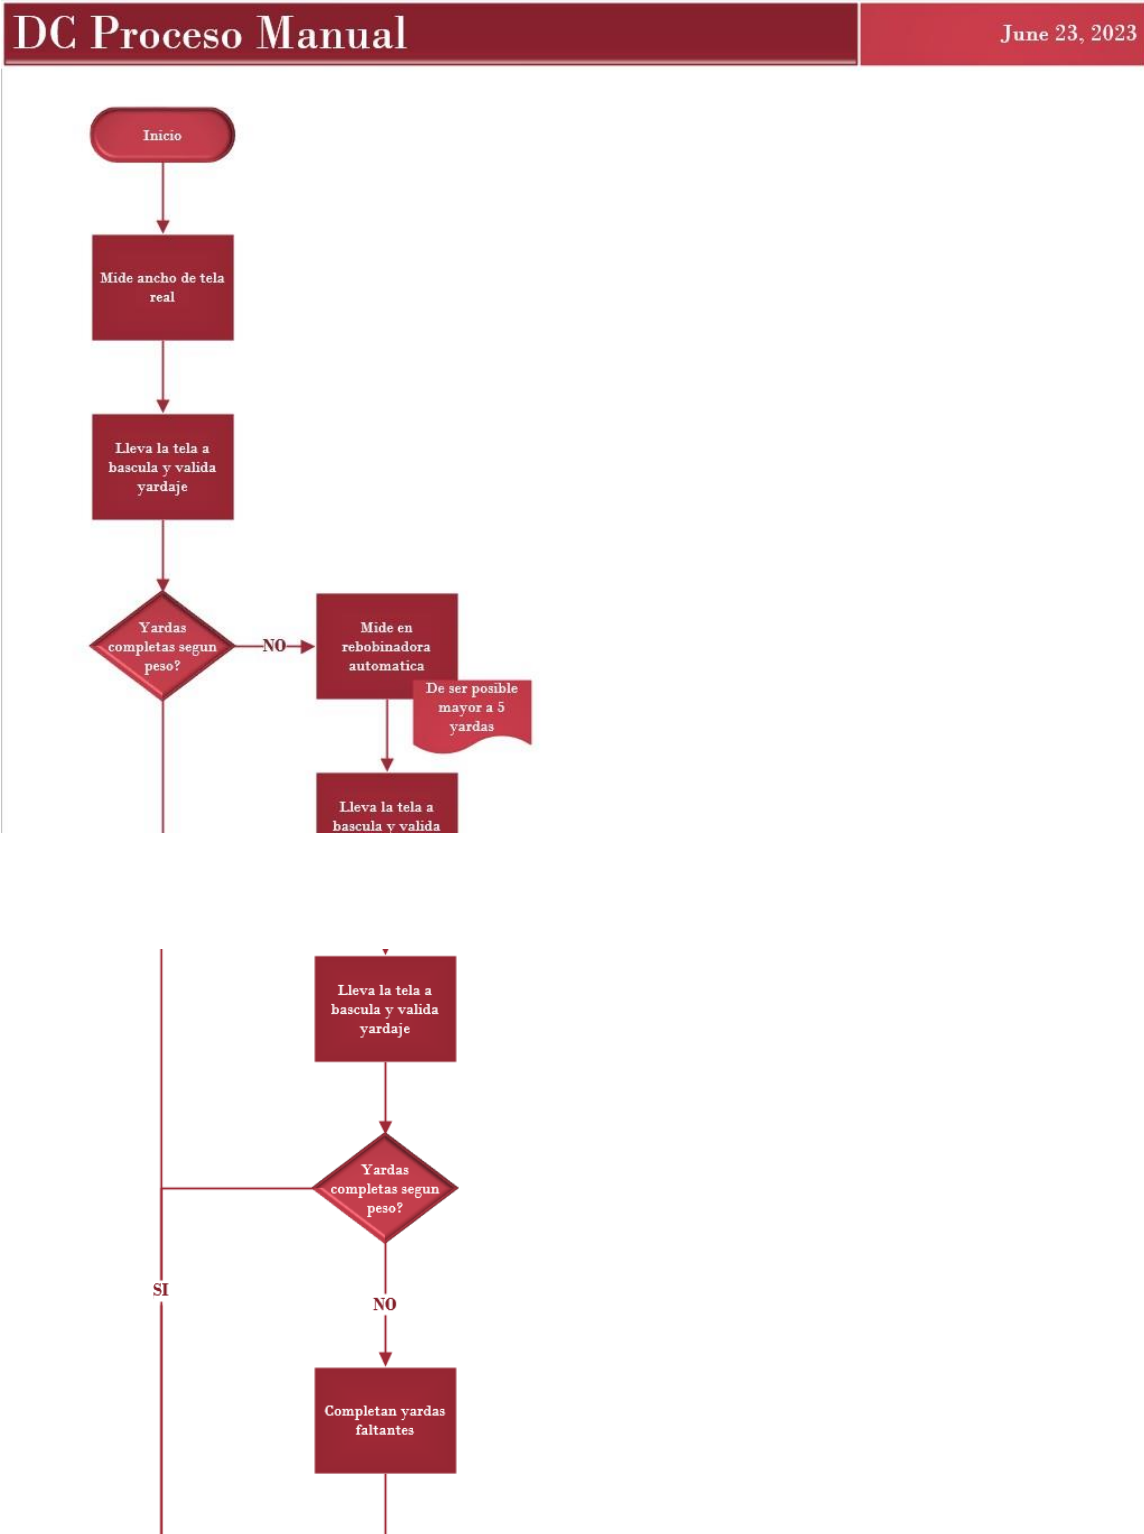 DC Proceso Manual
June 23, 2023
Inicio
Mide ancho de tela
real
Lleva la tela a
bascula y valida
yardaje
Yardas
completas segun
peso?
NO
Mide en
rebobinadora
automatica
De ser posible
mayor a 5
yardas
Lleva la tela a
bascula y valida
Lleva la tela a
bascula y valida
yardaje
Yardas
completas segun
peso?
SI
NO
Completan yardas
faltantes